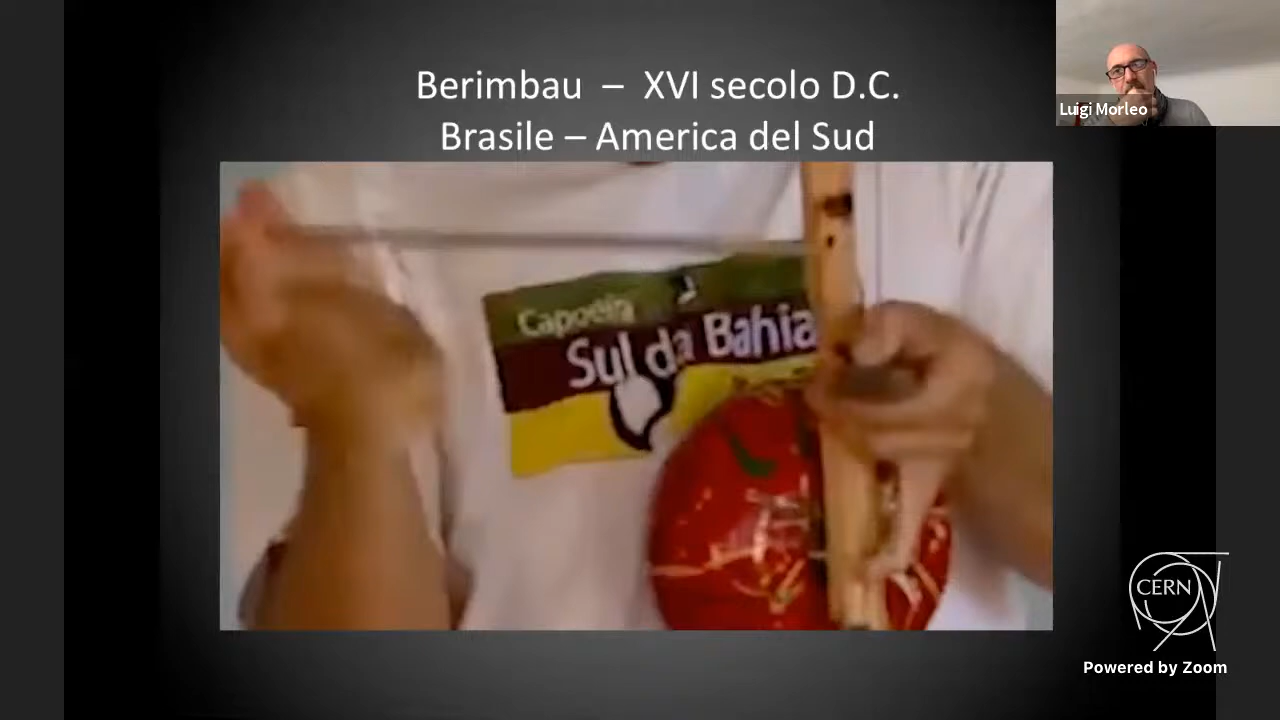 Berimbau – XVI secolo D.C.
Brasile – America del Sud
Luigi Morleo
Capoeira
Sul da Bahia
CERN
Powered by Zoom